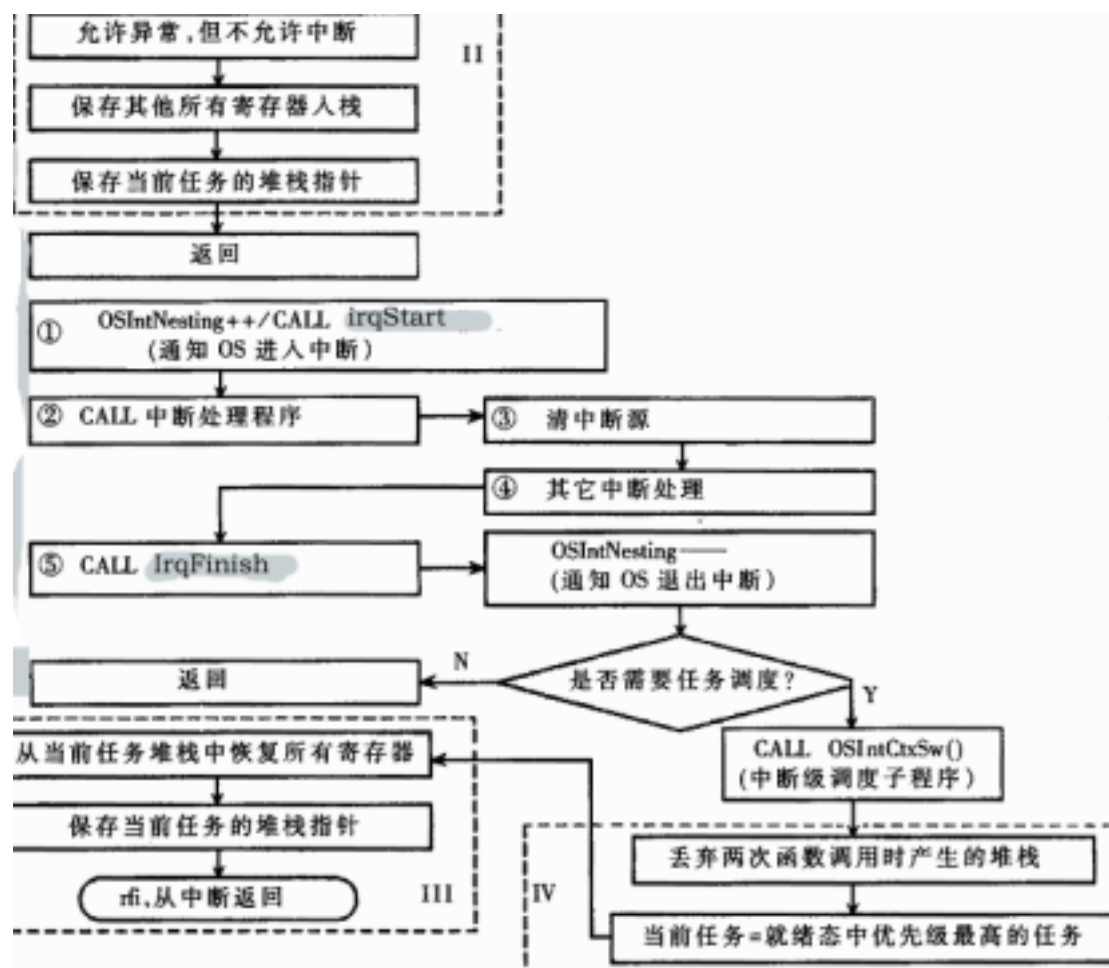 允许异常,但不允许中断
II
保存其他所有寄存器入栈
保存当前任务的堆栈指针
返回
① OSIntNesting++/CALL irqStart
(通知 OS 进入中断)
② CALL 中断处理程序
③ 清中断源
④ 其它中断处理
⑤ CALL IrqFinish
OSIntNesting——
(通知 OS 退出中断)
是否需要任务调度?
N
返回
Y
CALL OSIntCtxSw()
(中断级调度子程序)
从当前任务堆栈中恢复所有寄存器
保存当前任务的堆栈指针
rfi,从中断返回
III
IV
丢弃两次函数调用时产生的堆栈
当前任务=就绪态中优先级最高的任务